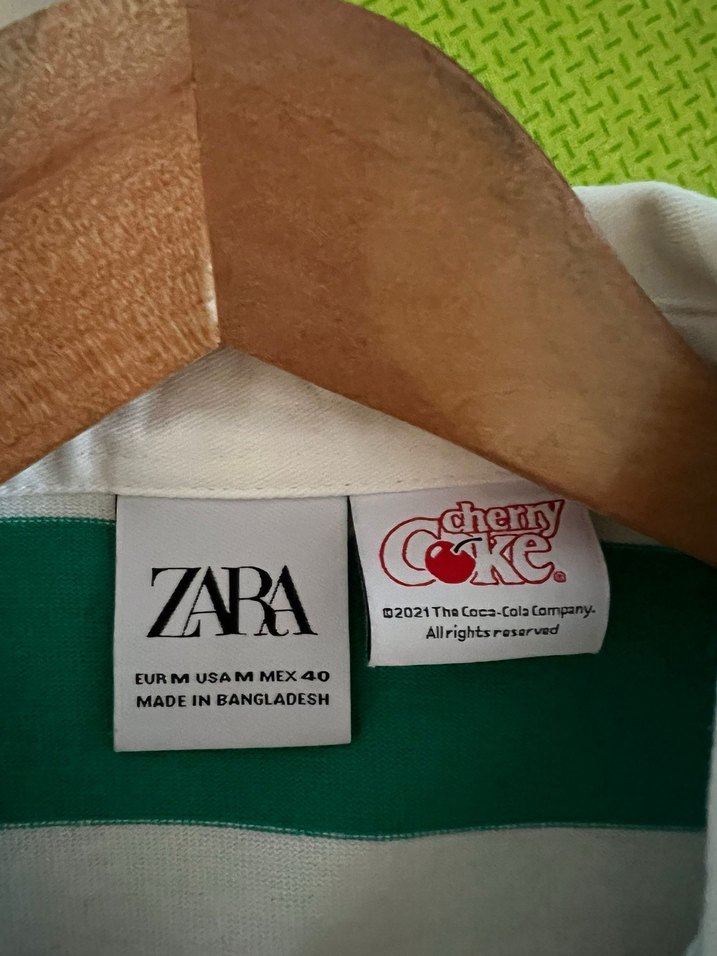 ZARA
EUR M USA M MEX 40
MADE IN BANGLADESH
cherry
Coke®
©2021 The Coca-Cola Company.
All rights reserved